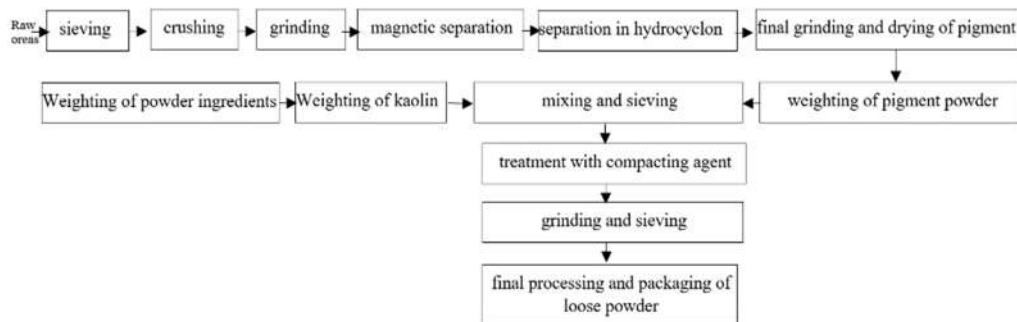 Raw
oreas
sieving
crushing
grinding
magnetic separation
separation in hydrocyclon
final grinding and drying of pigment
Weighting of powder ingredients
Weighting of kaolin
mixing and sieving
weighting of pigment powder
treatment with compacting agent
grinding and sieving
final processing and packaging of
loose powder